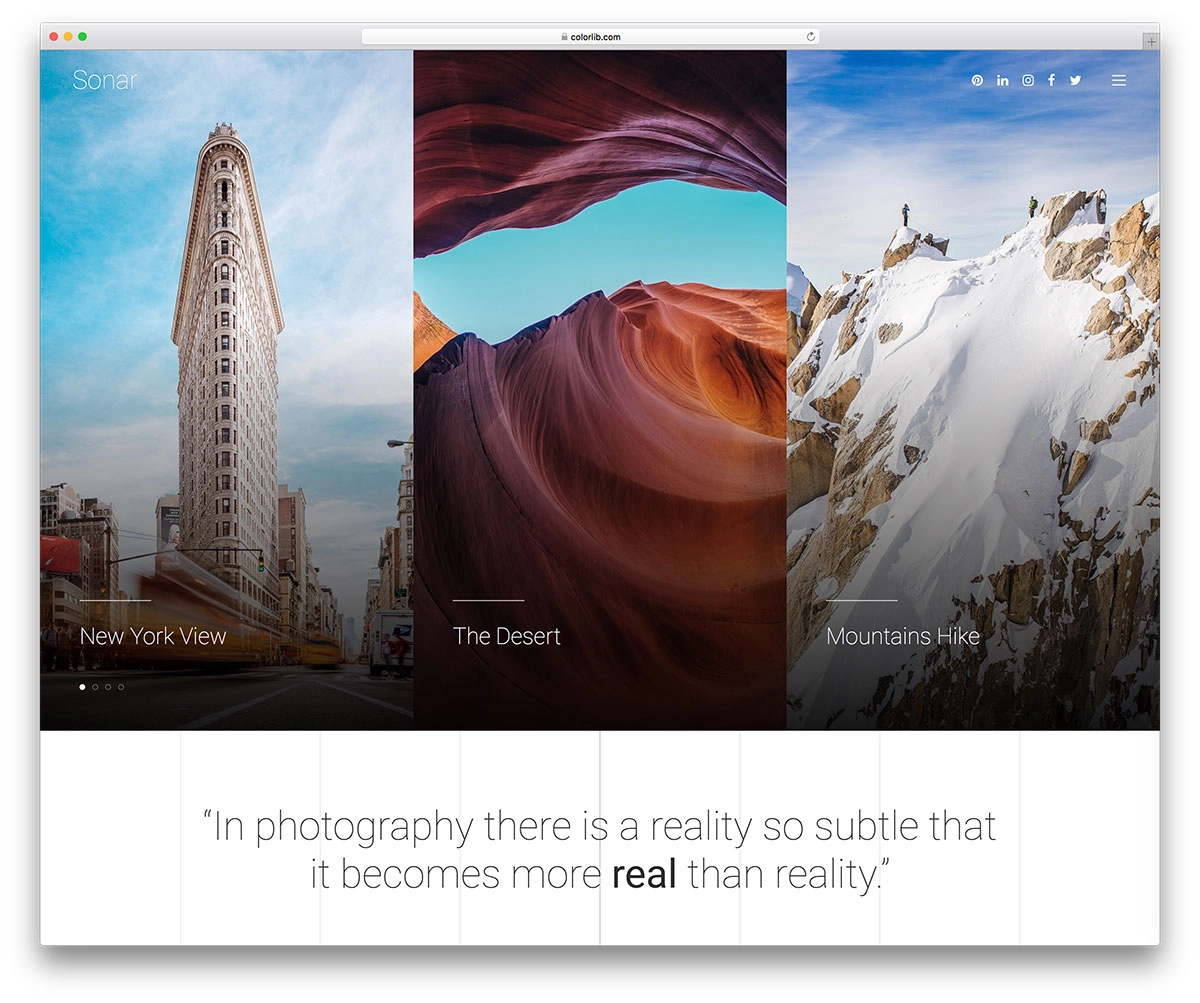 colorlib.com
Sonar
New York View
The Desert
Mountains Hike
“In photography there is a reality so subtle that
it becomes more real than reality.”